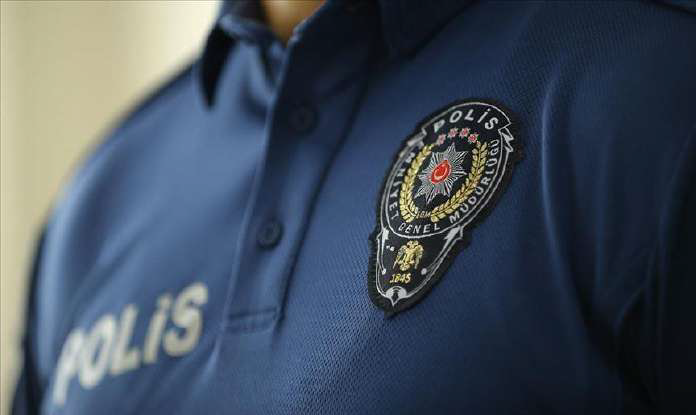 POLİS
EMNİYET GENEL MÜDÜRLÜĞÜ
1845
POLİS